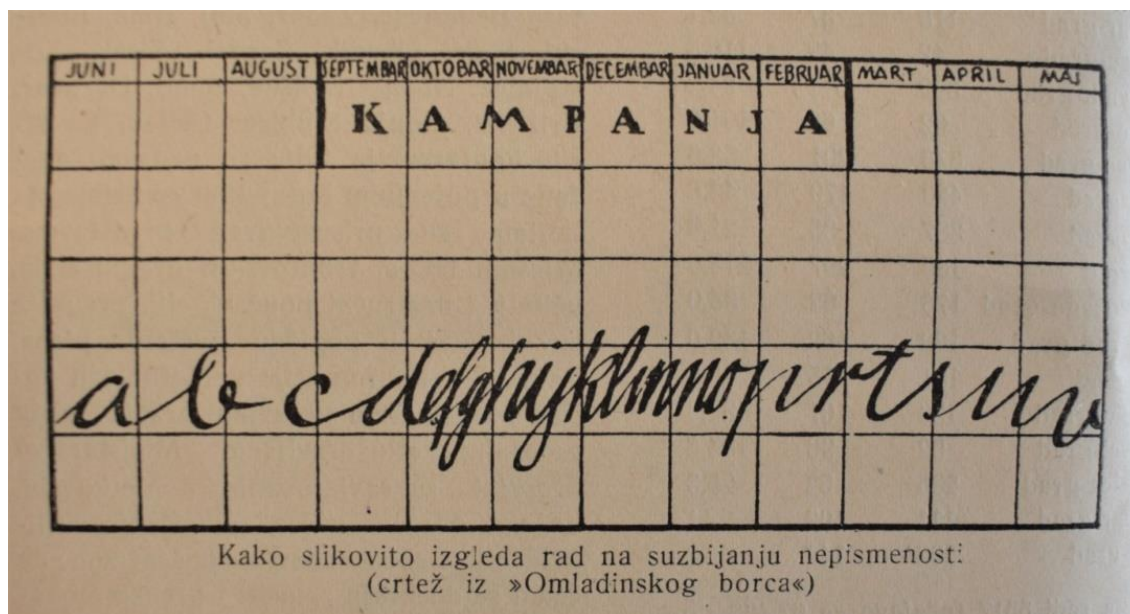 JUNI JULI AUGUST SEPTEMBAR OKTOBAR NOVEMBAR DECEMBAR JANUAR FEBRUAR MART APRIL MAJ
KAMPANJA
a b c d e f g h i j k l m n o p r t s u v
Kako slikovito izgleda rad na suzbijanju nepismenosti
(crtež iz »Omladinskog borca«)